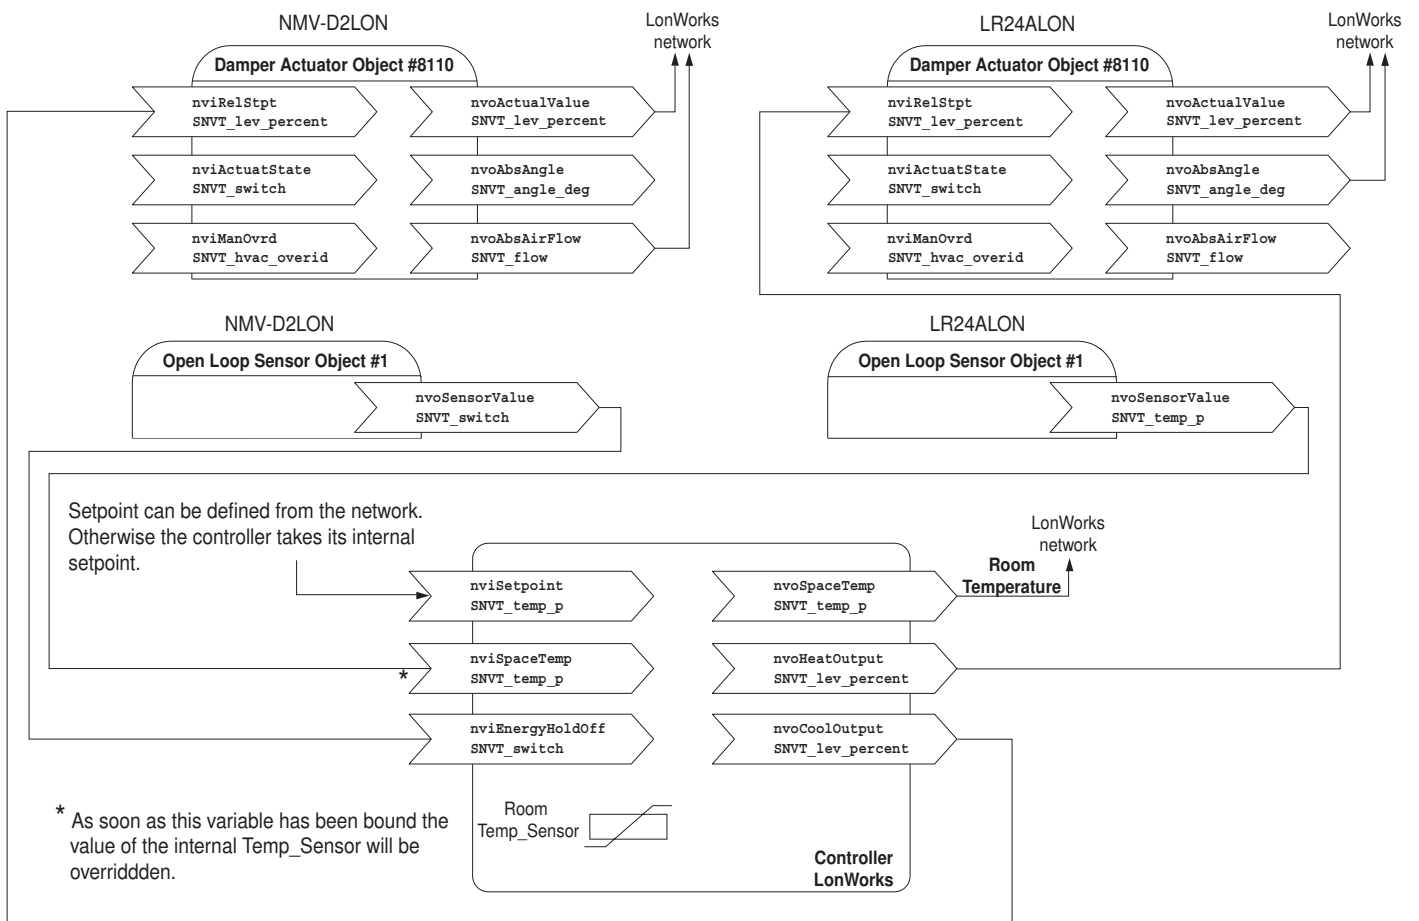 NMV-D2LON
LonWorks
network
Damper Actuator Object #8110
nviRelStpt
SNVT_lev_percent
nvoActualValue
SNVT_lev_percent
nviActuatState
SNVT_switch
nvoAbsAngle
SNVT_angle_deg
nviManOvrd
SNVT_hvac_overid
nvoAbsAirFlow
SNVT_flow
LR24ALON
LonWorks
network
Damper Actuator Object #8110
nviRelStpt
SNVT_lev_percent
nvoActualValue
SNVT_lev_percent
nviActuatState
SNVT_switch
nvoAbsAngle
SNVT_angle_deg
nviManOvrd
SNVT_hvac_overid
nvoAbsAirFlow
SNVT_flow
NMV-D2LON
Open Loop Sensor Object #1
nvoSensorValue
SNVT_switch
LR24ALON
Open Loop Sensor Object #1
nvoSensorValue
SNVT_temp_p
Setpoint can be defined from the network.
Otherwise the controller takes its internal
setpoint.
LonWorks
network
Room
Temperature
nviSetpoint
SNVT_temp_p
nvoSpaceTemp
SNVT_temp_p
*
nviSpaceTemp
SNVT_temp_p
nvoHeatOutput
SNVT_lev_percent
nviEnergyHoldOff
SNVT_switch
nvoCoolOutput
SNVT_lev_percent
Room
Temp_Sensor
Controller
LonWorks
* As soon as this variable has been bound the
value of the internal Temp_Sensor will be
overridddden.